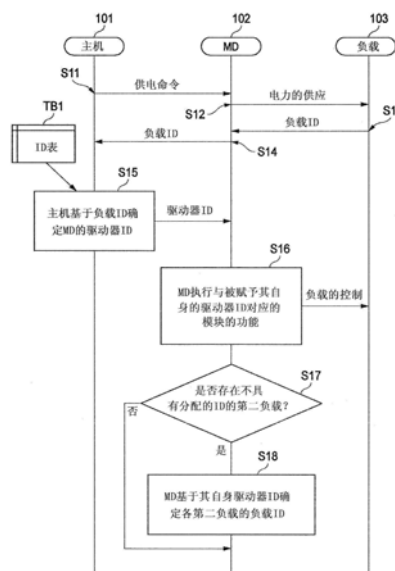 101
102
103
主机
MD
负载
S11
供电命令
S12
电力的供应
负载ID
S1
负载ID
S14
TB1
ID表
S15
主机基于负载ID确
定MD的驱动器ID
驱动器ID
S16
MD执行与被赋予其自
身的驱动器ID对应的
模块的功能
负载的控制
S17
是否存在不具
有分配的ID的第二负载?
否
是
S18
MD基于其自身驱动器ID确
定各第二负载的负载ID